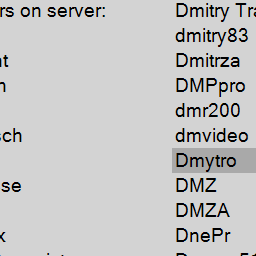 rs on server: Dmitry Tra
dmitry83
nt Dmitrza
n DMPpro
dmr200
sch dmvideo
Dmytro
se DMZ
DMZA
x DnePr